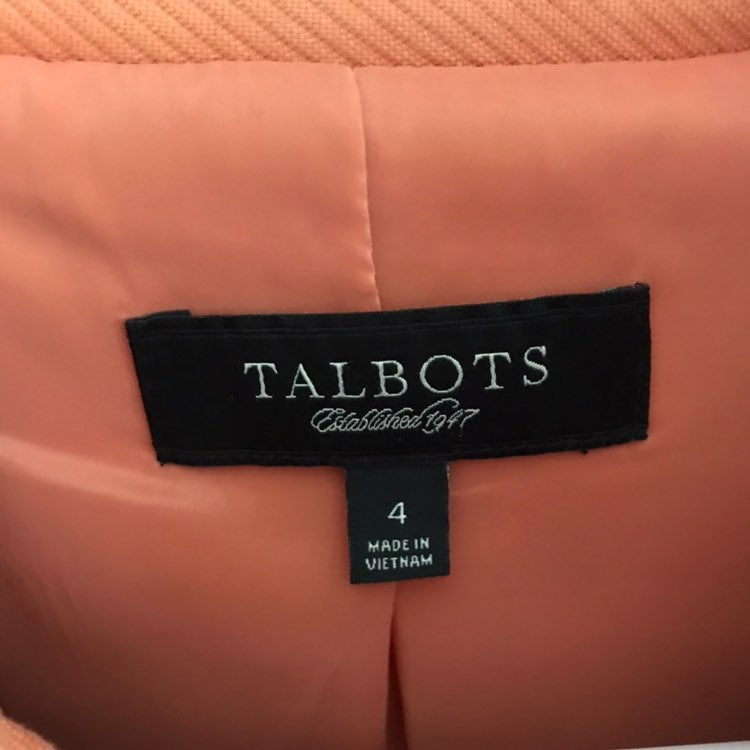 TALBOTS
Established 1947
4
MADE IN
VIETNAM